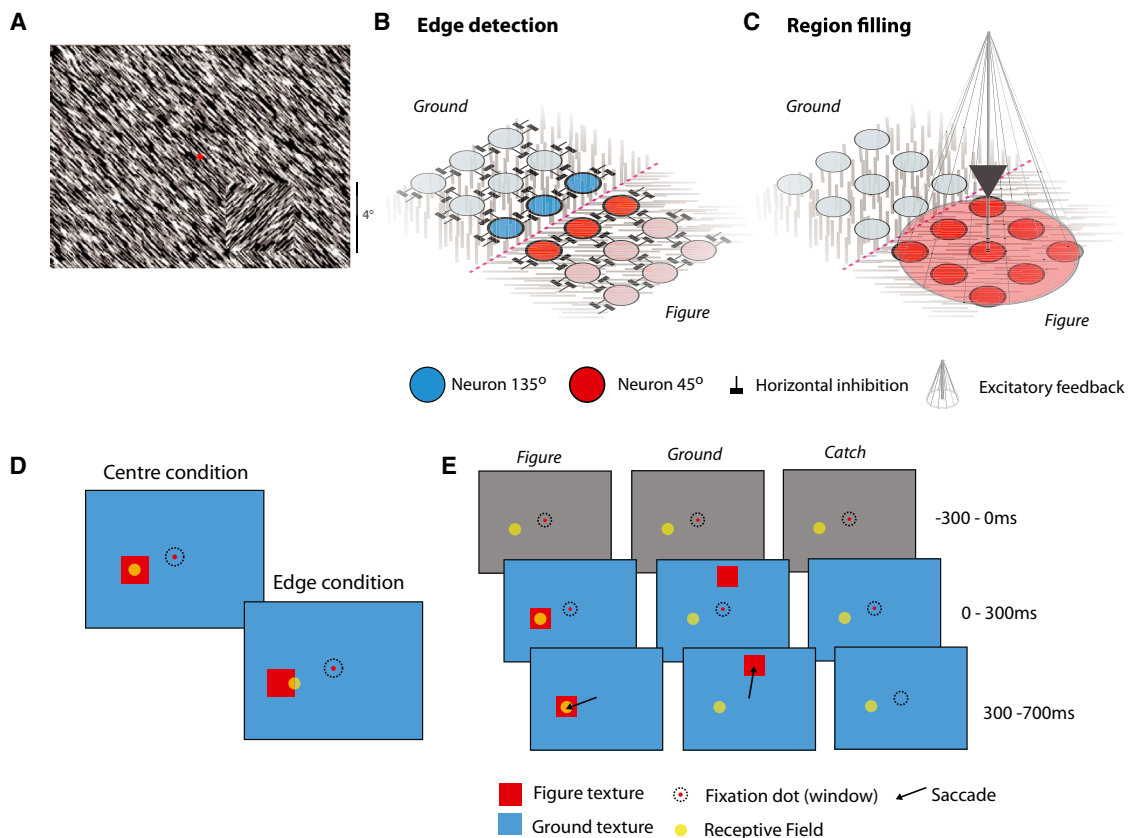 A
4°
B Edge detection
Ground
Figure
C Region filling
Ground
Figure
Neuron 135º
Neuron 45º
Horizontal inhibition
Excitatory feedback
D
Centre condition
Edge condition
E
Figure
Ground
Catch
-300 - 0ms
0 - 300ms
300 -700ms
Figure texture
Fixation dot (window)
Saccade
Ground texture
Receptive Field